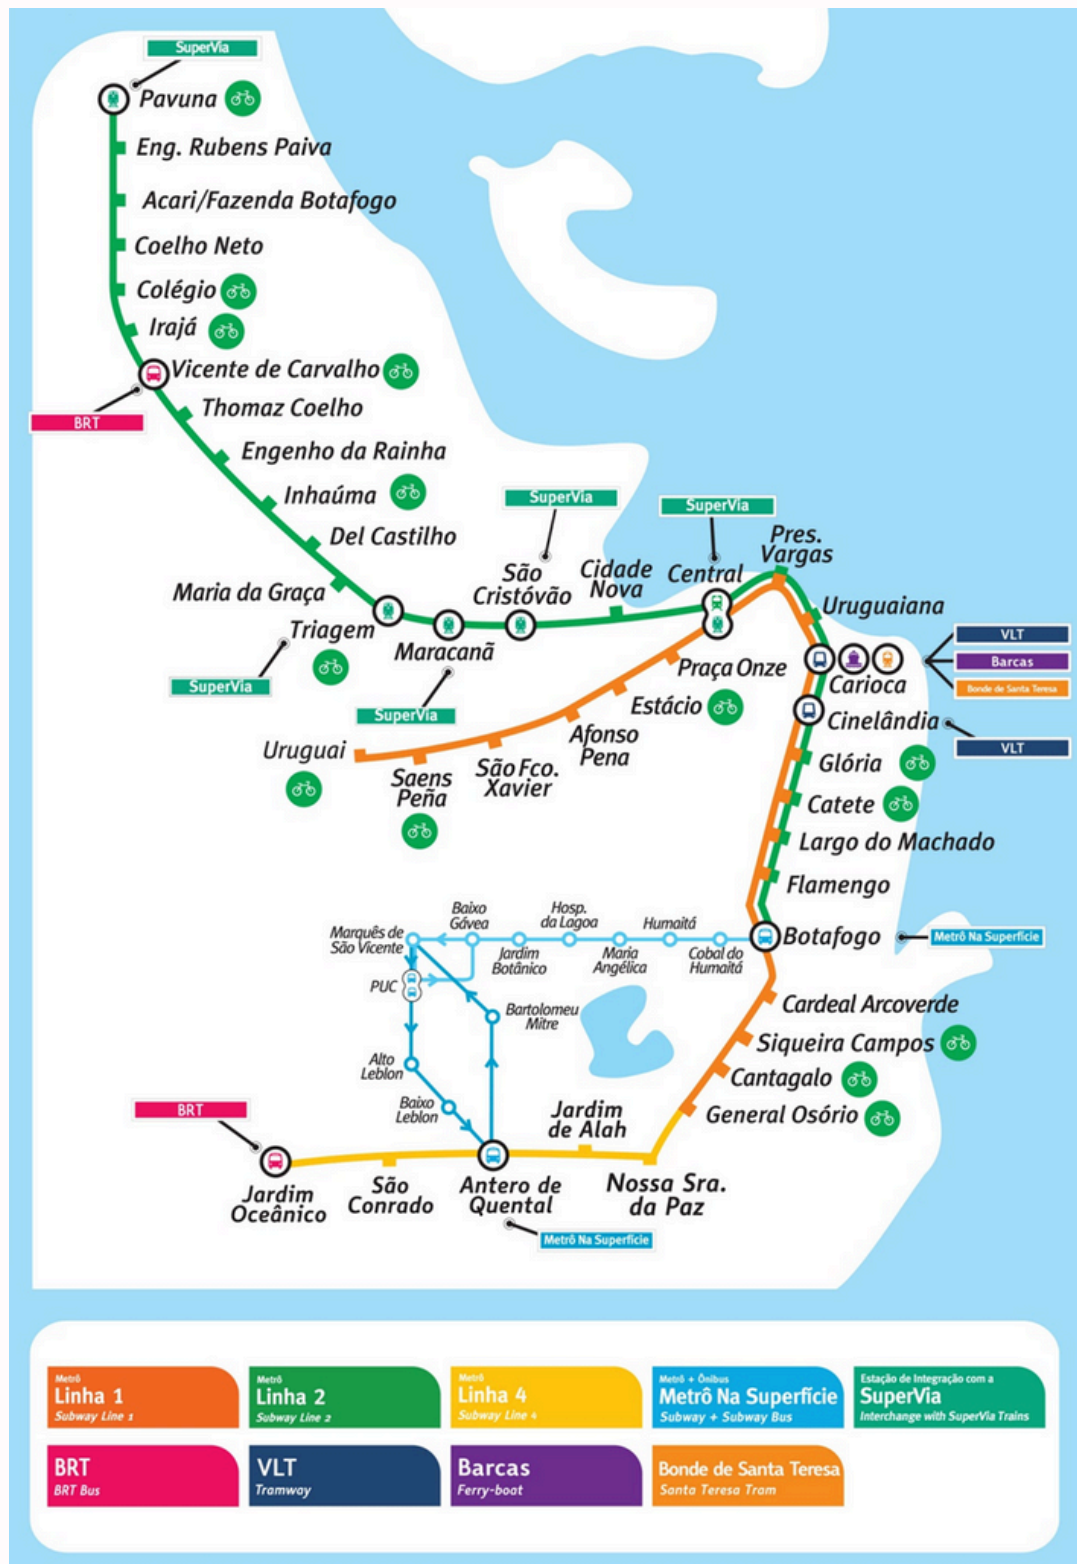 SuperVia
Pavuna
Eng. Rubens Paiva
Acari/Fazenda Botafogo
Coelho Neto
Colégio
Irajá
Vicente de Carvalho
BRT
Thomaz Coelho
Engenho da Rainha
Inhaúma
Del Castilho
Maria da Graça
Triagem
SuperVia
Maracanã
SuperVia
SuperVia
São
Cristóvão
Cidade
Nova
SuperVia
Central
Pres.
Vargas
Uruguaiana
VLT
Barcas
Bonde de Santa Teresa
Carioca
Cinelândia
VLT
Praça Onze
Estácio
Afonso
Pena
São Fco.
Xavier
Saens
Peña
Uruguai
Glória
Catete
Largo do Machado
Flamengo
Botafogo
Metrô Na Superfície
Cobal do
Humaitá
Humaitá
Maria
Angélica
Hosp.
da Lagoa
Jardim
Botânico
Baixo
Gávea
Marquês de
São Vicente
PUC
Bartolomeu
Mitre
Alto
Leblon
Baixo
Leblon
Cardeal Arcoverde
Siqueira Campos
Cantagalo
General Osório
Nossa Sra.
da Paz
Jardim
de Alah
Antero de
Quental
Metrô Na Superfície
São
Conrado
BRT
Jardim
Oceânico
Metrô
Linha 1
Subway Line 1
Metrô
Linha 2
Subway Line 2
Metrô
Linha 4
Subway Line 4
Metrô + Ônibus
Metrô Na Superfície
Subway + Subway Bus
Estação de Integração com a
SuperVia
Interchange with SuperVia Trains
BRT
BRT Bus
VLT
Tramway
Barcas
Ferry-boat
Bonde de Santa Teresa
Santa Teresa Tram